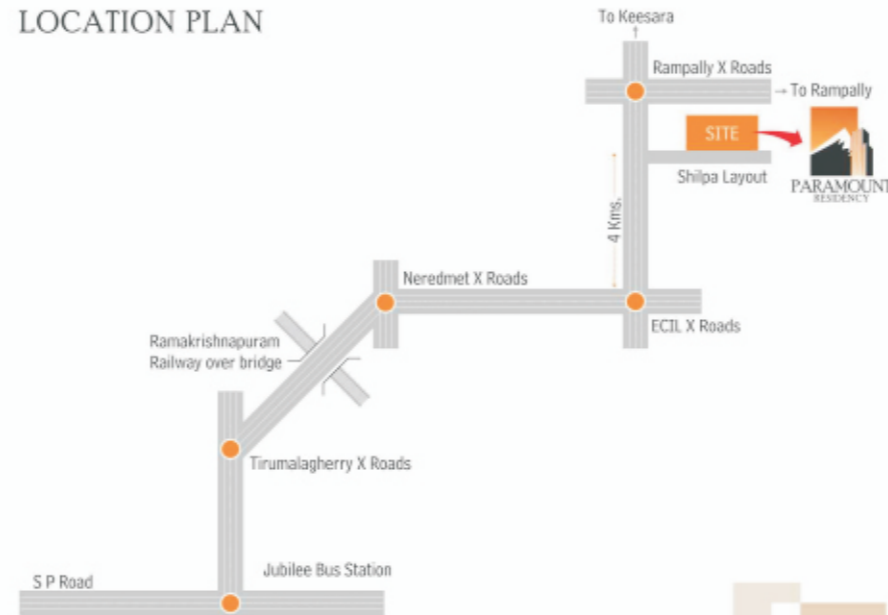 LOCATION PLAN
To Keesara
Rampally X Roads
To Rampally
SITE
Shilpa Layout
PARAMOUNT
RESIDENCY
4 Kms.
Neredmet X Roads
ECIL X Roads
Ramakrishnapuram
Railway over bridge
Tirumalagherry X Roads
Jubilee Bus Station
S P Road